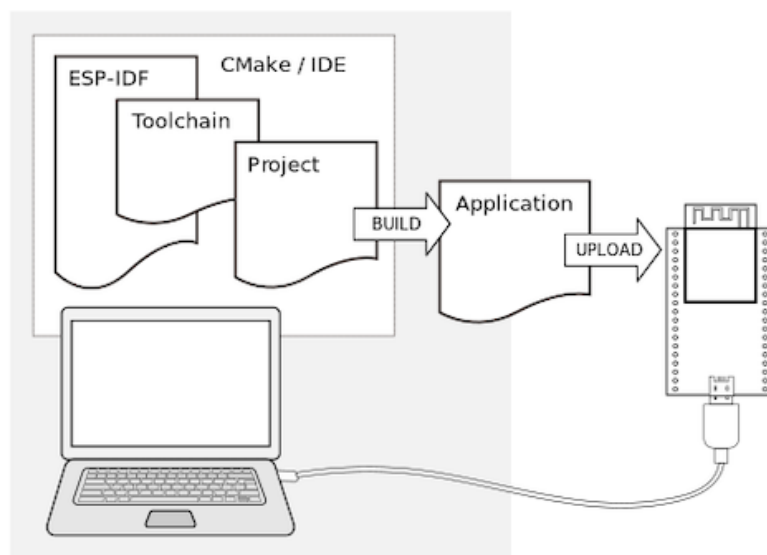 ESP-IDF
CMake / IDE
Toolchain
Project
BUILD
Application
UPLOAD